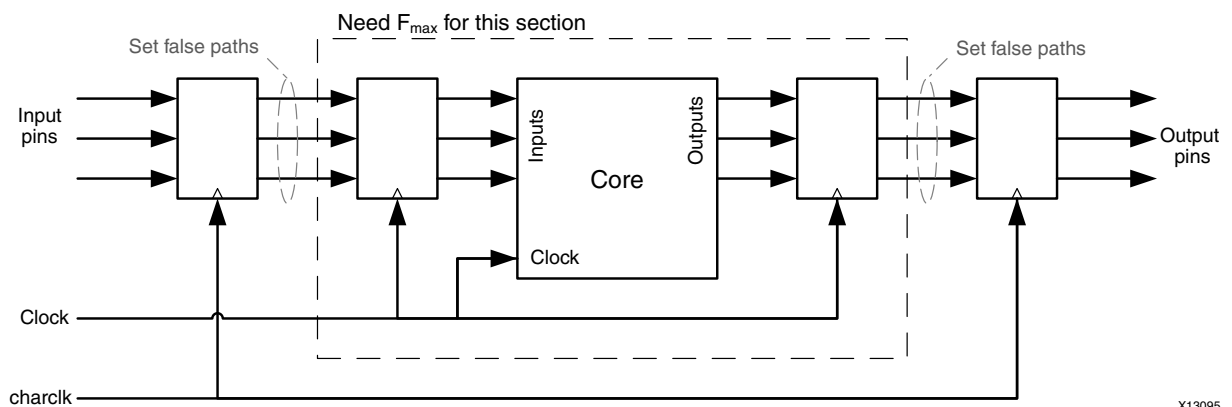 Need Fmax for this section
Set false paths
Set false paths
Input
pins
Inputs
Outputs
Core
Output
pins
Clock
Clock
charclk
X13095